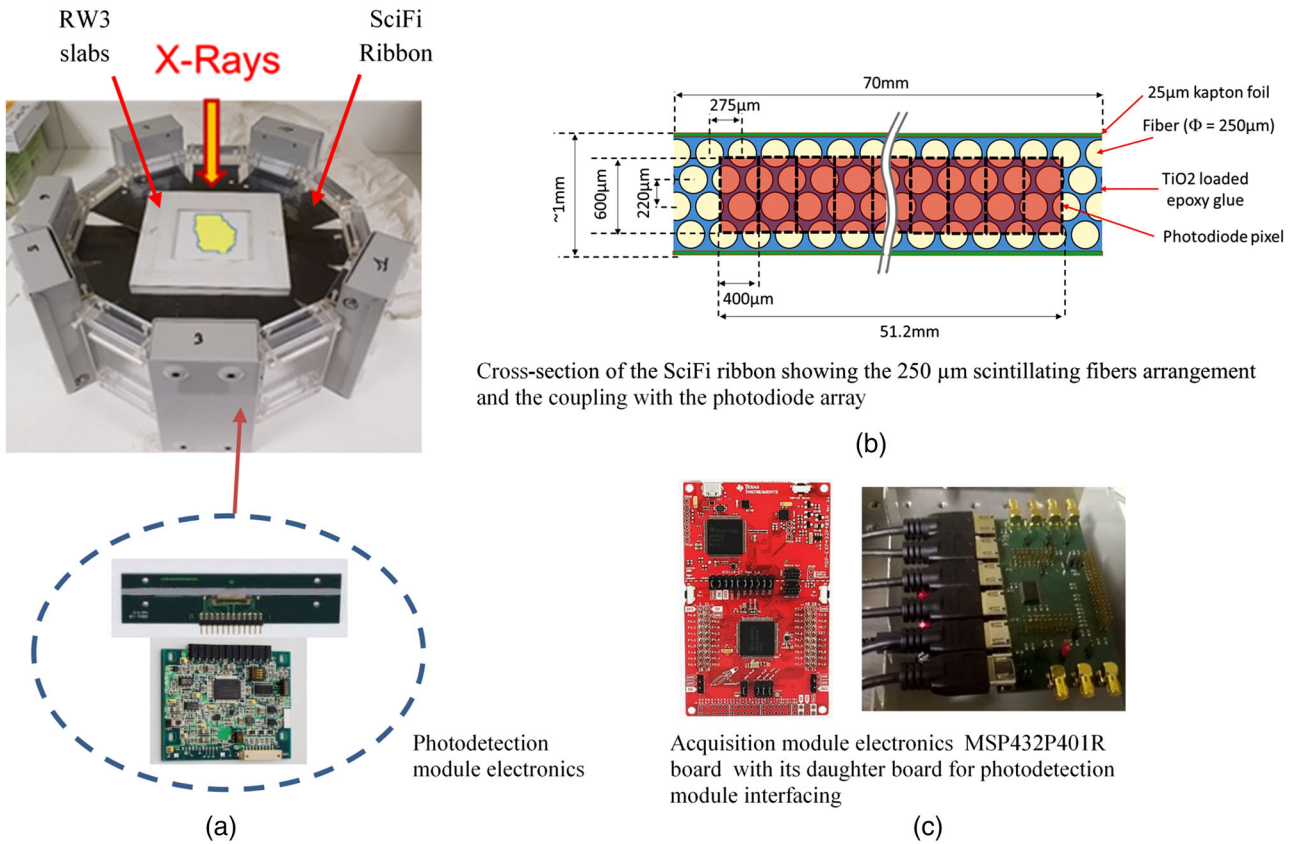 RW3
slabs
X-Rays
SciFi
Ribbon
3
(a)
Photodetection
module electronics
70mm
275µm
~1mm
600µm
220µm
400µm
51.2mm
25µm kapton foil
Fiber (Φ = 250µm)
TiO2 loaded
epoxy glue
Photodiode pixel
Cross-section of the SciFi ribbon showing the 250 µm scintillating fibers arrangement
and the coupling with the photodiode array
(b)
TEXAS
INSTRUMENTS
Acquisition module electronics MSP432P401R
board with its daughter board for photodetection
module interfacing
(c)